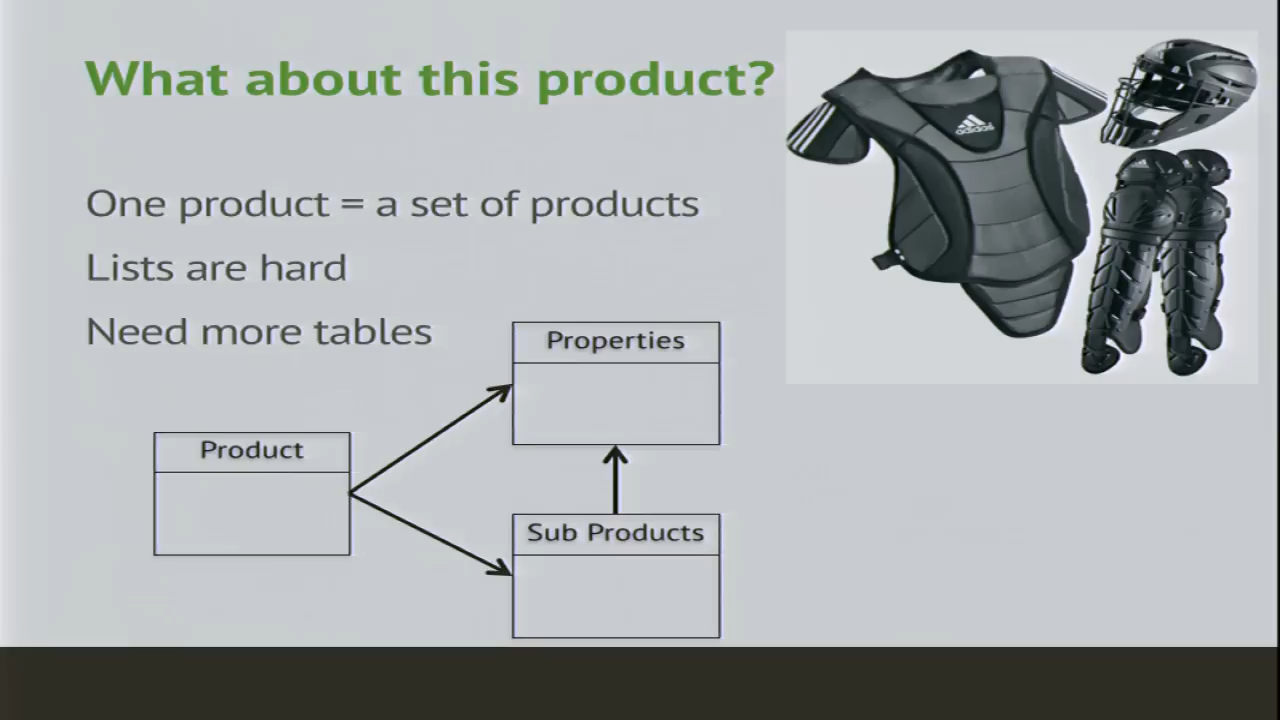 What about this product?
One product = a set of products
Lists are hard
Need more tables
Properties
Product
Sub Products
adidas